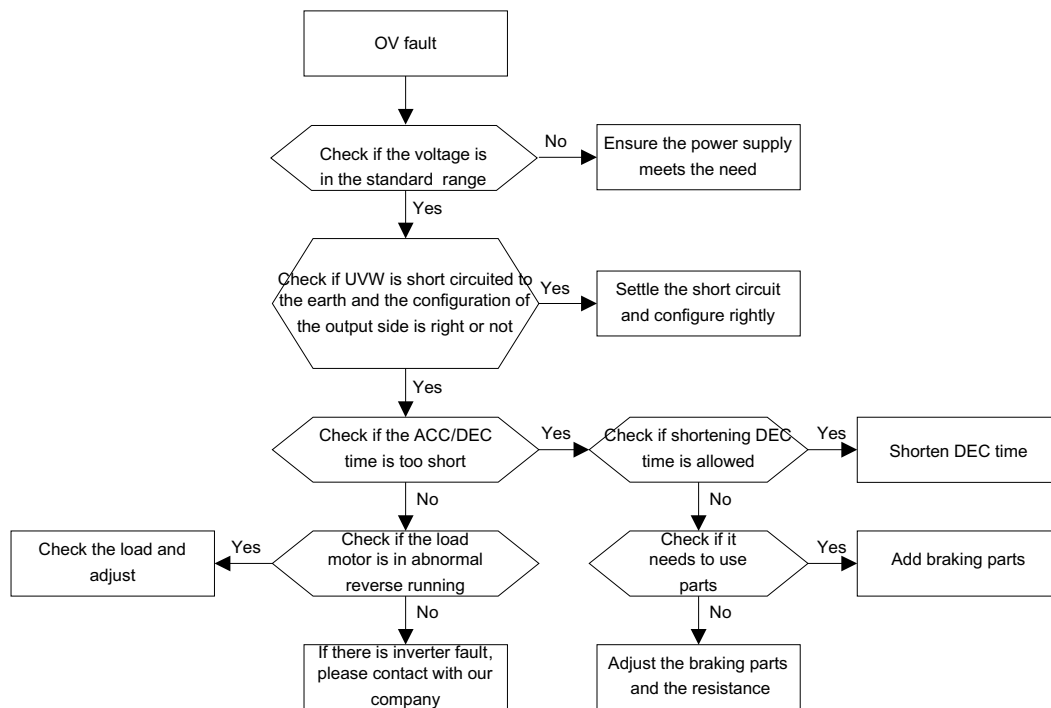 OV fault
Check if the voltage is
in the standard range
No
Ensure the power supply
meets the need
Yes
Check if UVW is short circuited to
the earth and the configuration of
the output side is right or not
Yes
Settle the short circuit
and configure rightly
Yes
Check if the ACC/DEC
time is too short
Yes
Check if shortening DEC
time is allowed
Yes
Shorten DEC time
No
No
Check the load and
adjust
Yes
Check if the load
motor is in abnormal
reverse running
Check if it
needs to use
parts
Yes
Add braking parts
No
No
If there is inverter fault,
please contact with our
company
Adjust the braking parts
and the resistance